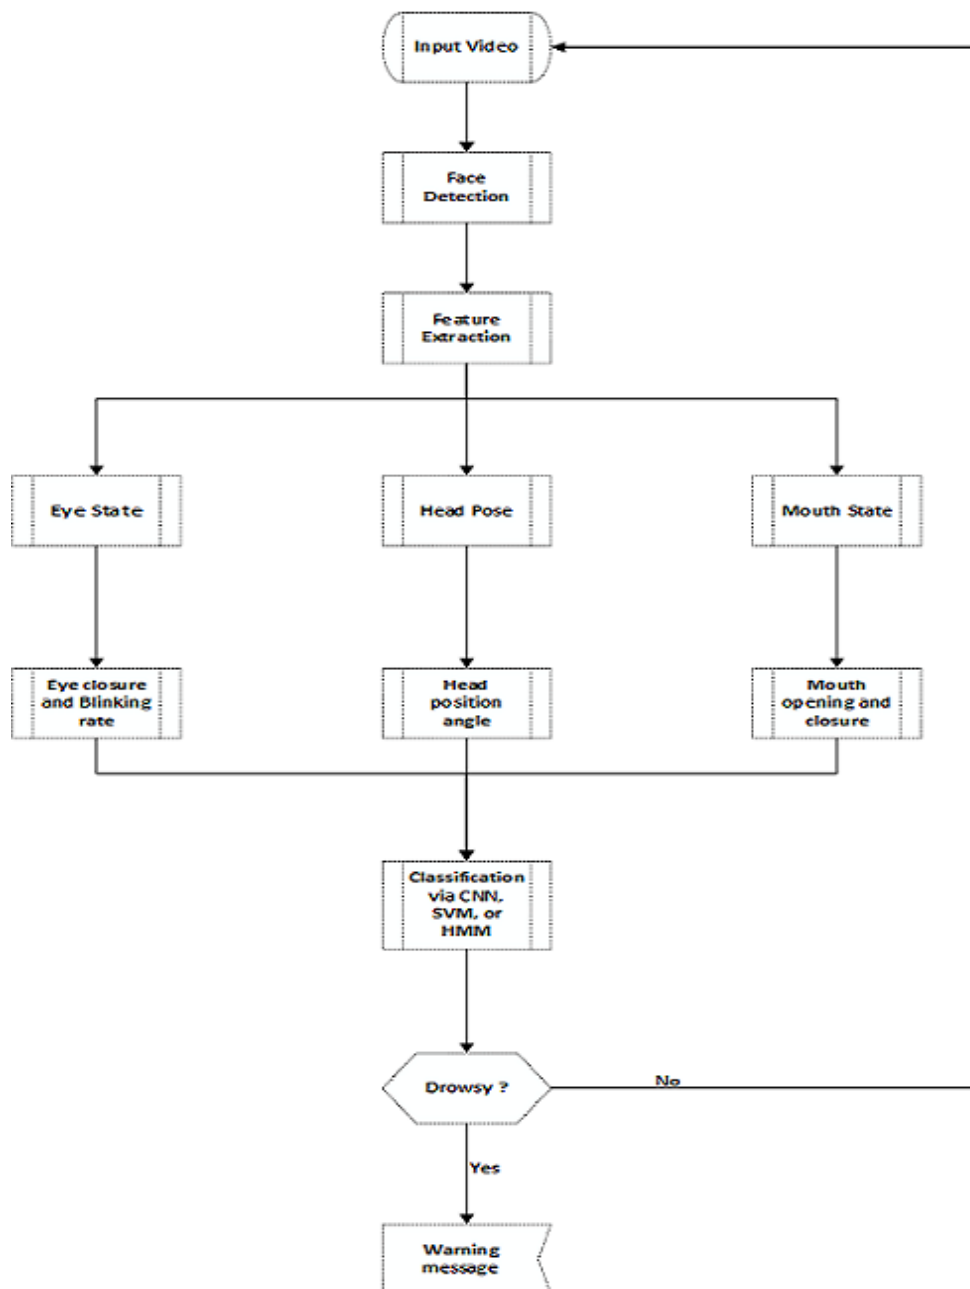 Input Video
Face
Detection
Feature
Extraction
Eye State
Head Pose
Mouth State
Eye closure
and Blinking
rate
Head
position
angle
Mouth
opening and
closure
Classification
via CNN,
SVM, or
HMM
Drowsy ?
No
Yes
Warning
message